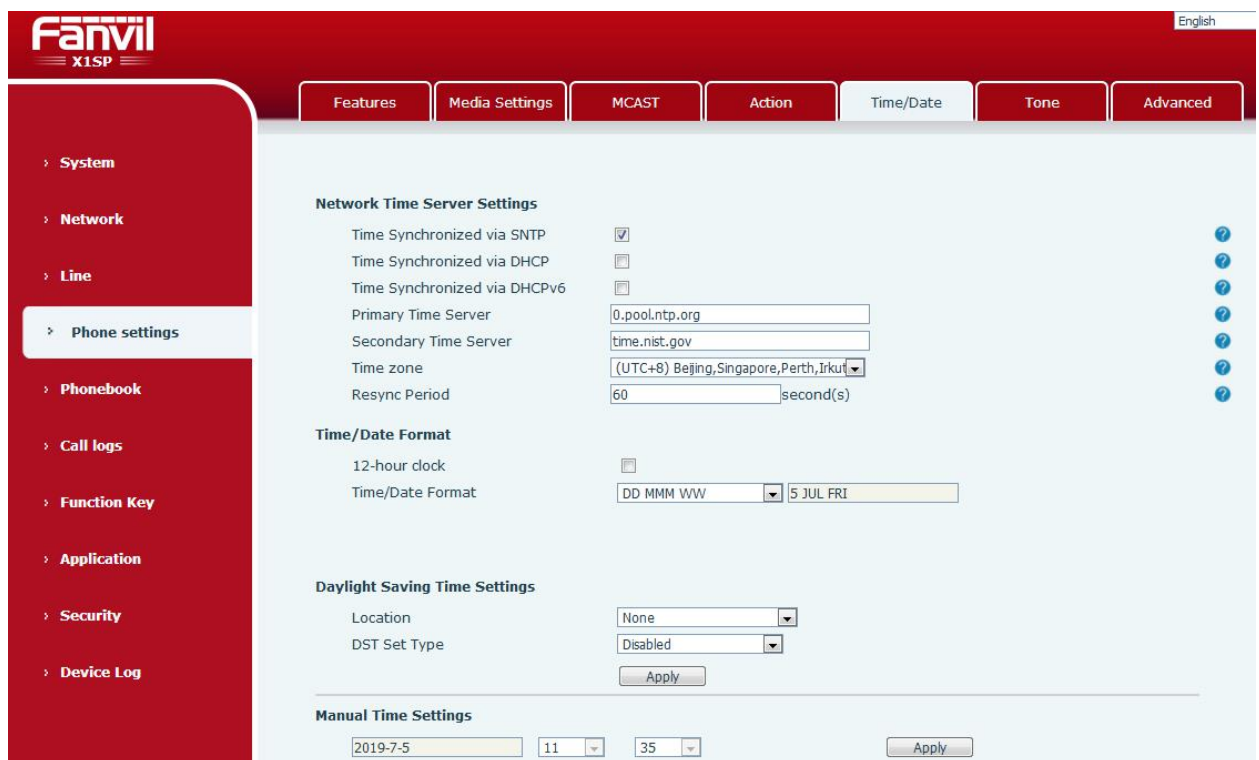 English
Fanvil
X1SP
Features Media Settings MCAST Action Time/Date Tone Advanced
› System
› Network
› Line
› Phone settings
› Phonebook
› Call logs
› Function Key
› Application
› Security
› Device Log
Network Time Server Settings
Time Synchronized via SNTP
Time Synchronized via DHCP
Time Synchronized via DHCPv6
Primary Time Server 0.pool.ntp.org
Secondary Time Server time.nist.gov
Time zone (UTC+8) Beijing,Singapore,Perth,Irkut
Resync Period 60 second(s)
Time/Date Format
12-hour clock
Time/Date Format DD MMM WW 5 JUL FRI
Daylight Saving Time Settings
Location None
DST Set Type Disabled
Apply
Manual Time Settings
2019-7-5 11 35 Apply